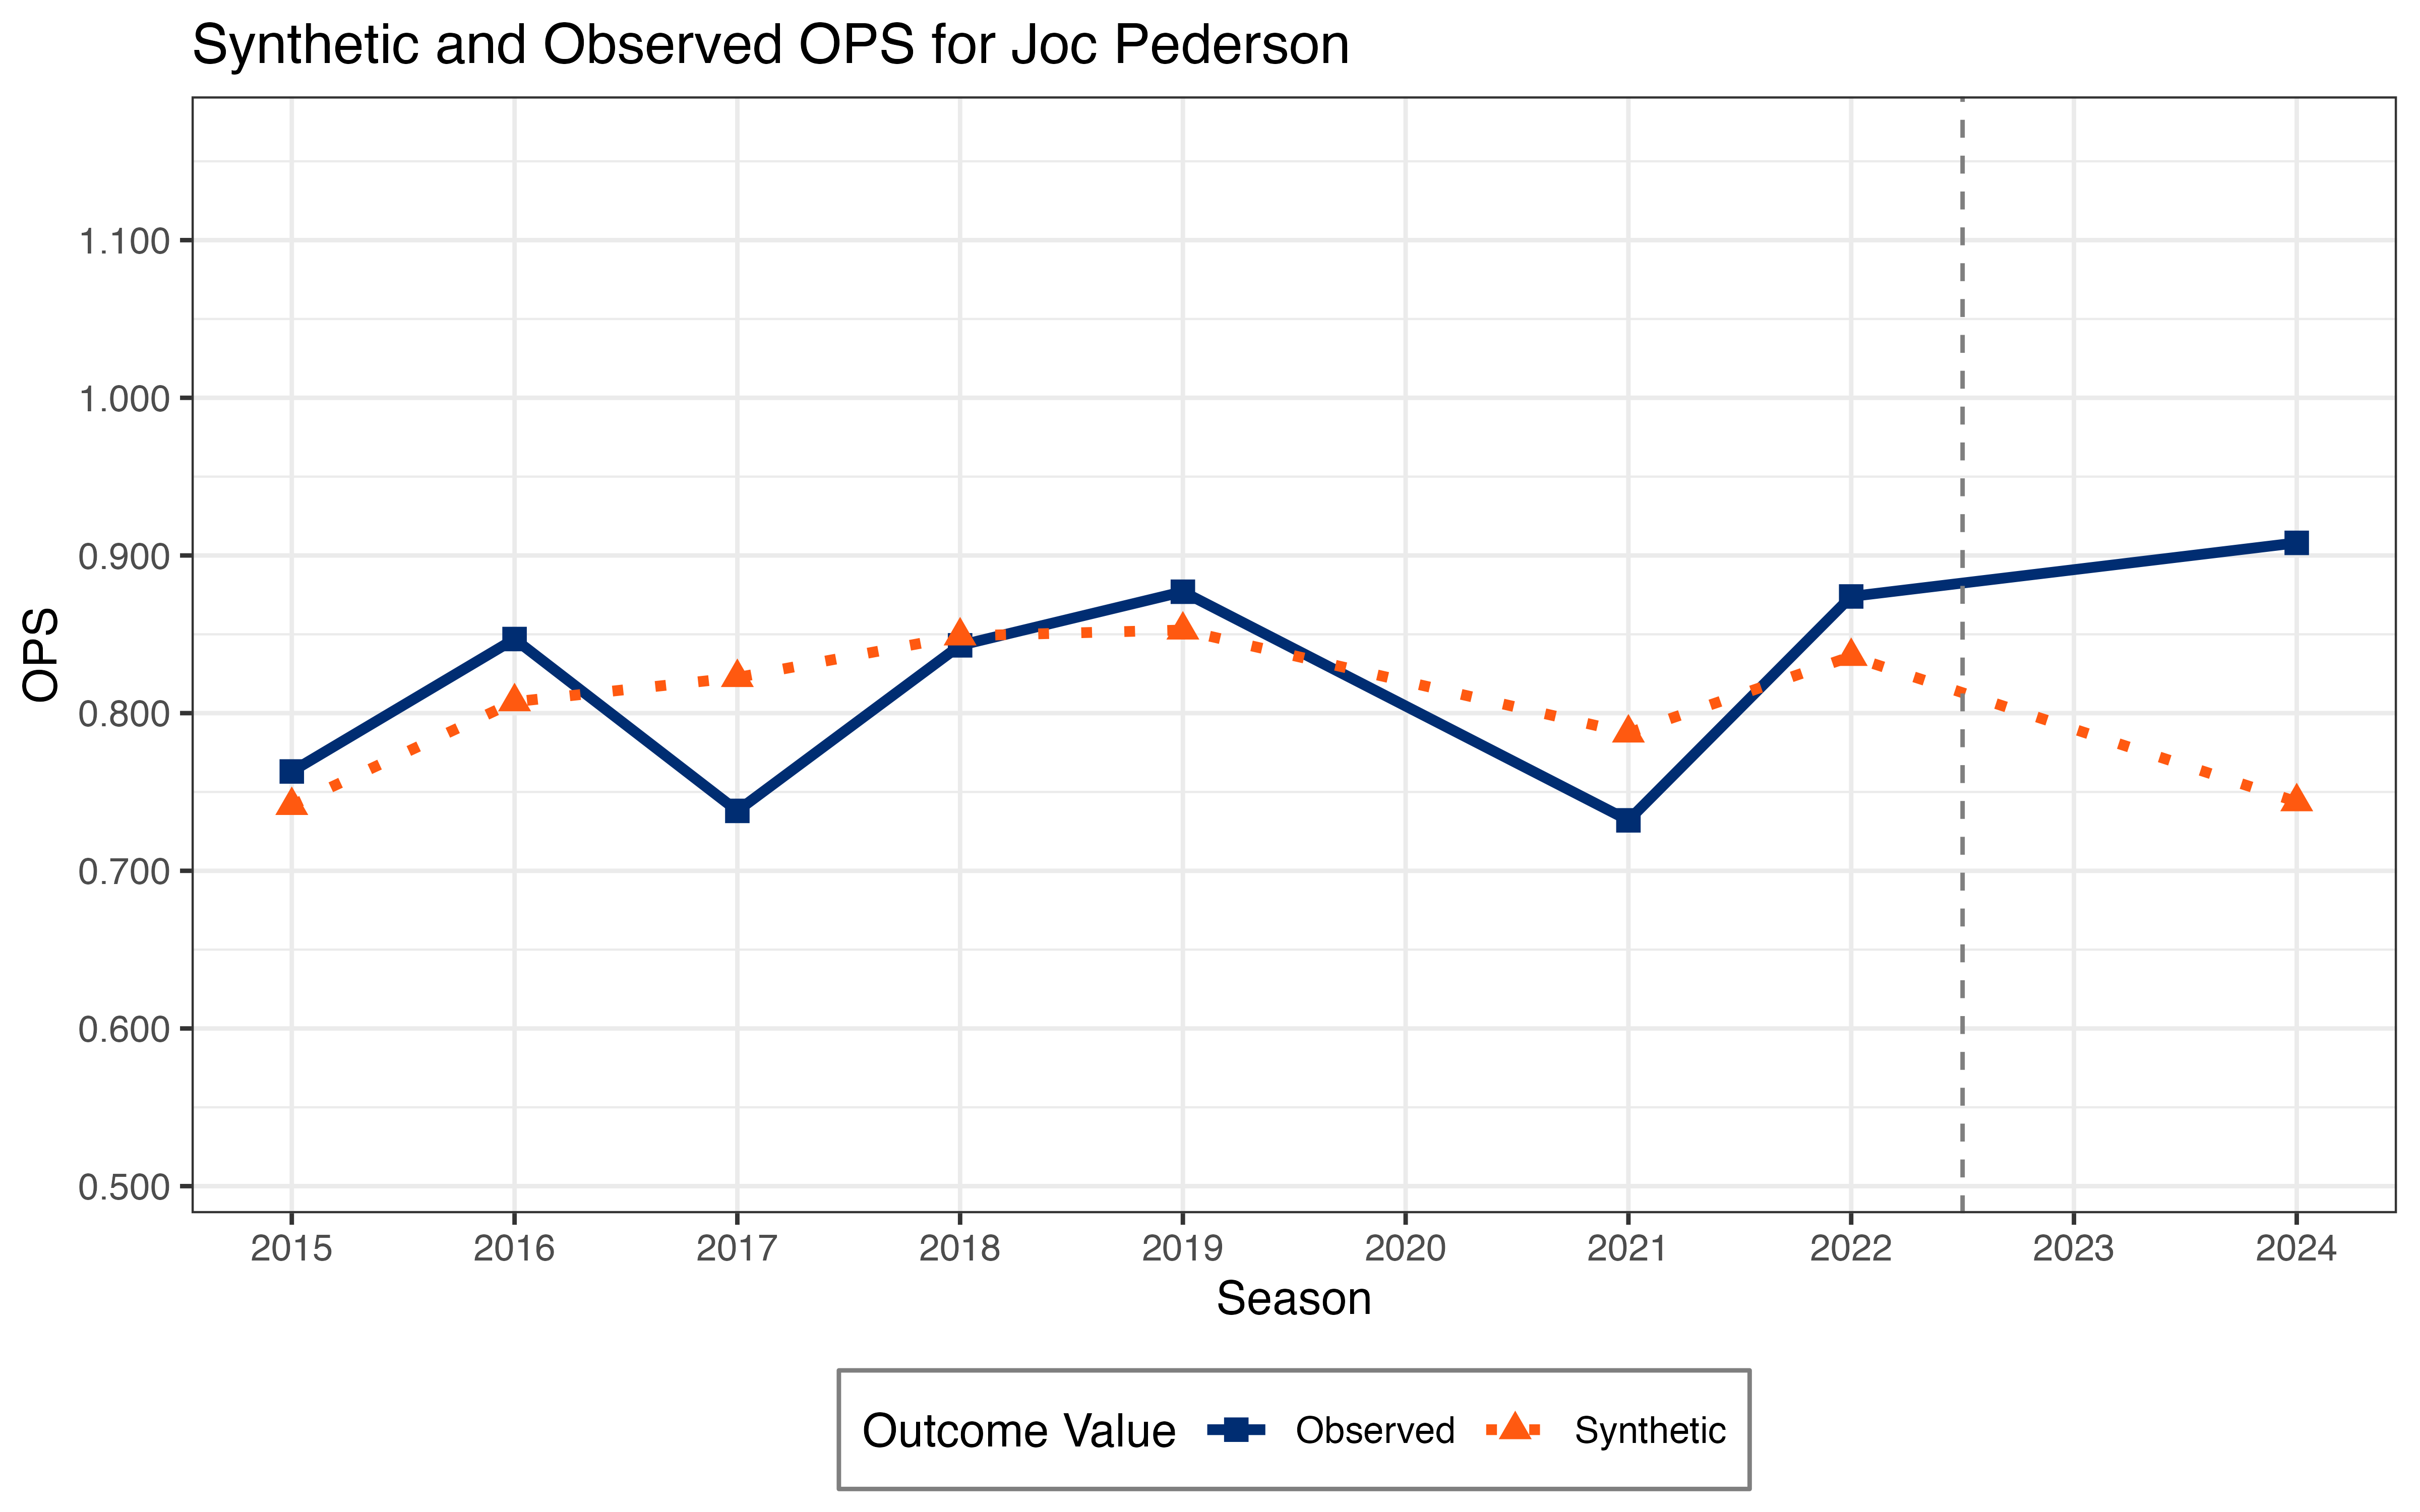 Synthetic and Observed OPS for Joc Pederson
OPS
1.100
1.000
0.900
0.800
0.700
0.600
0.500
2015 2016 2017 2018 2019 2020 2021 2022 2023 2024
Season
Outcome Value Observed Synthetic